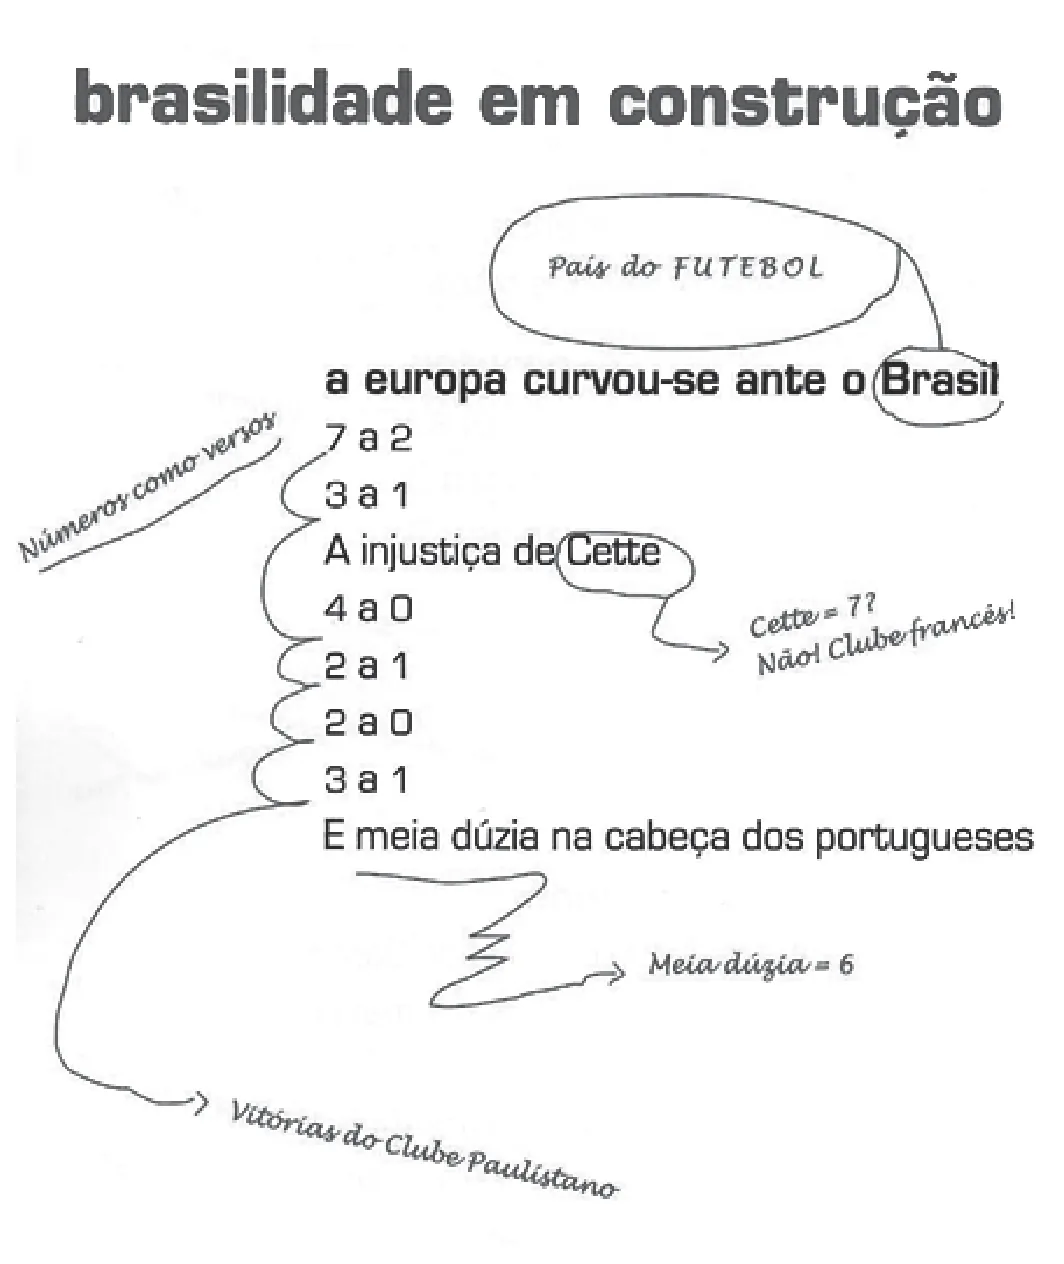 brasilidade em construção
País do FUTEBOL
a europa curvou-se ante o Brasil
7 a 2
Números como versos
3 a 1
A injustiça de Cette
4 a 0
Cette = 7?
Não! Clube francês!
2 a 1
2 a 0
3 a 1
E meia dúzia na cabeça dos portugueses
Meia dúzia = 6
Vitórias do Clube Paulistano